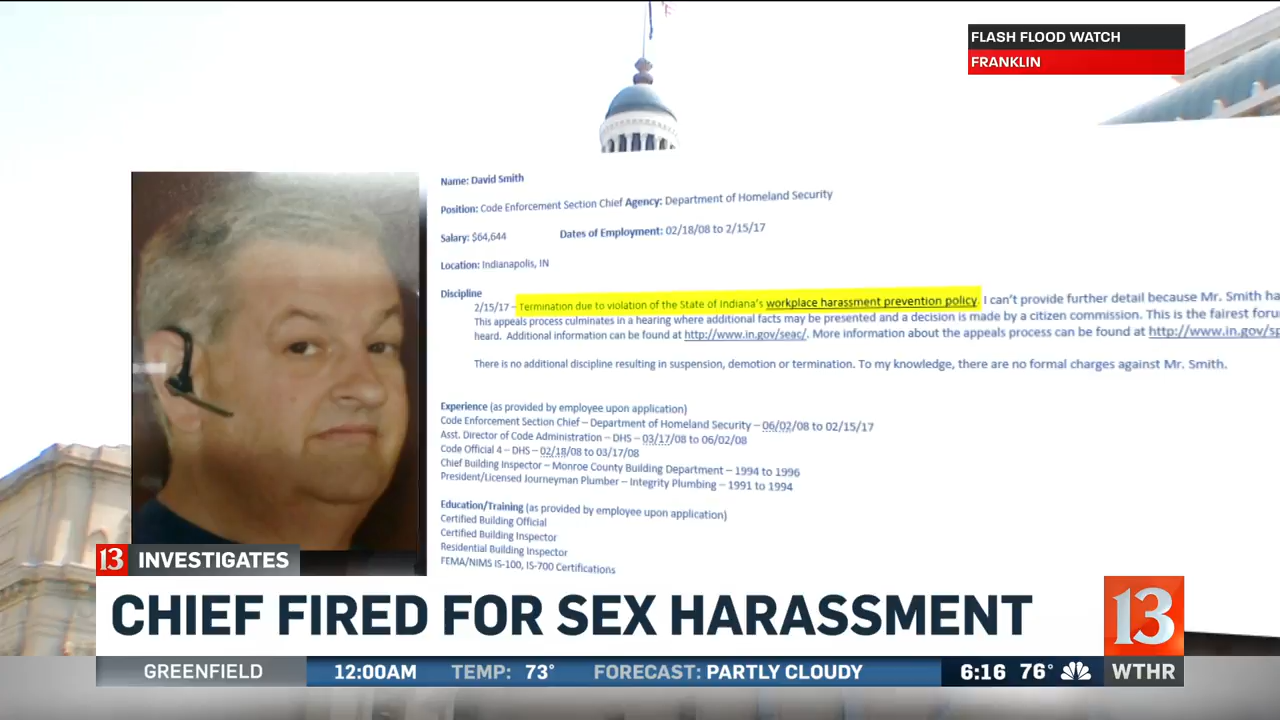 FLASH FLOOD WATCH
FRANKLIN
Name: David Smith
Position: Code Enforcement Section Chief Agency: Department of Homeland Security
Salary: $64,644 Dates of Employment: 02/18/08 to 2/15/17
Location: Indianapolis, IN
Discipline
2/15/17 – Termination due to violation of the State of Indiana's workplace harassment prevention policy. I can't provide further detail because Mr. Smith ha
This appeals process culminates in a hearing where additional facts may be presented and a decision is made by a citizen commission. This is the fairest foru
heard. Additional information can be found at http://www.in.gov/seac/. More information about the appeals process can be found at http://www.in.gov/sp
There is no additional discipline resulting in suspension, demotion or termination. To my knowledge, there are no formal charges against Mr. Smith.
Experience (as provided by employee upon application)
Code Enforcement Section Chief – Department of Homeland Security – 06/02/08 to 02/15/17
Asst. Director of Code Administration – DHS – 03/17/08 to 06/02/08
Code Official 4 – DHS – 02/18/08 to 03/17/08
Chief Building Inspector – Monroe County Building Department – 1994 to 1996
President/Licensed Journeyman Plumber – Integrity Plumbing – 1991 to 1994
Education/Training (as provided by employee upon application)
Certified Building Official
Certified Building Inspector
Residential Building Inspector
FEMA/NIMS IS-100, IS-700 Certifications
13 INVESTIGATES
CHIEF FIRED FOR SEX HARASSMENT
13
GREENFIELD 12:00AM TEMP: 73° FORECAST: PARTLY CLOUDY 6:16 76° WTHR